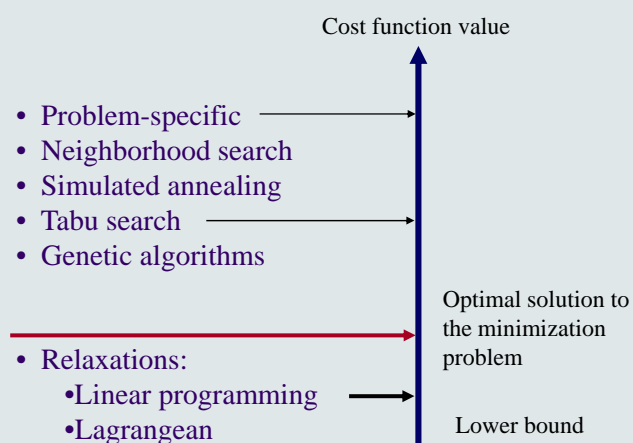 Cost function value
• Problem-specific
• Neighborhood search
• Simulated annealing
• Tabu search
• Genetic algorithms
Optimal solution to
the minimization
problem
• Relaxations:
•Linear programming
•Lagrangean
Lower bound